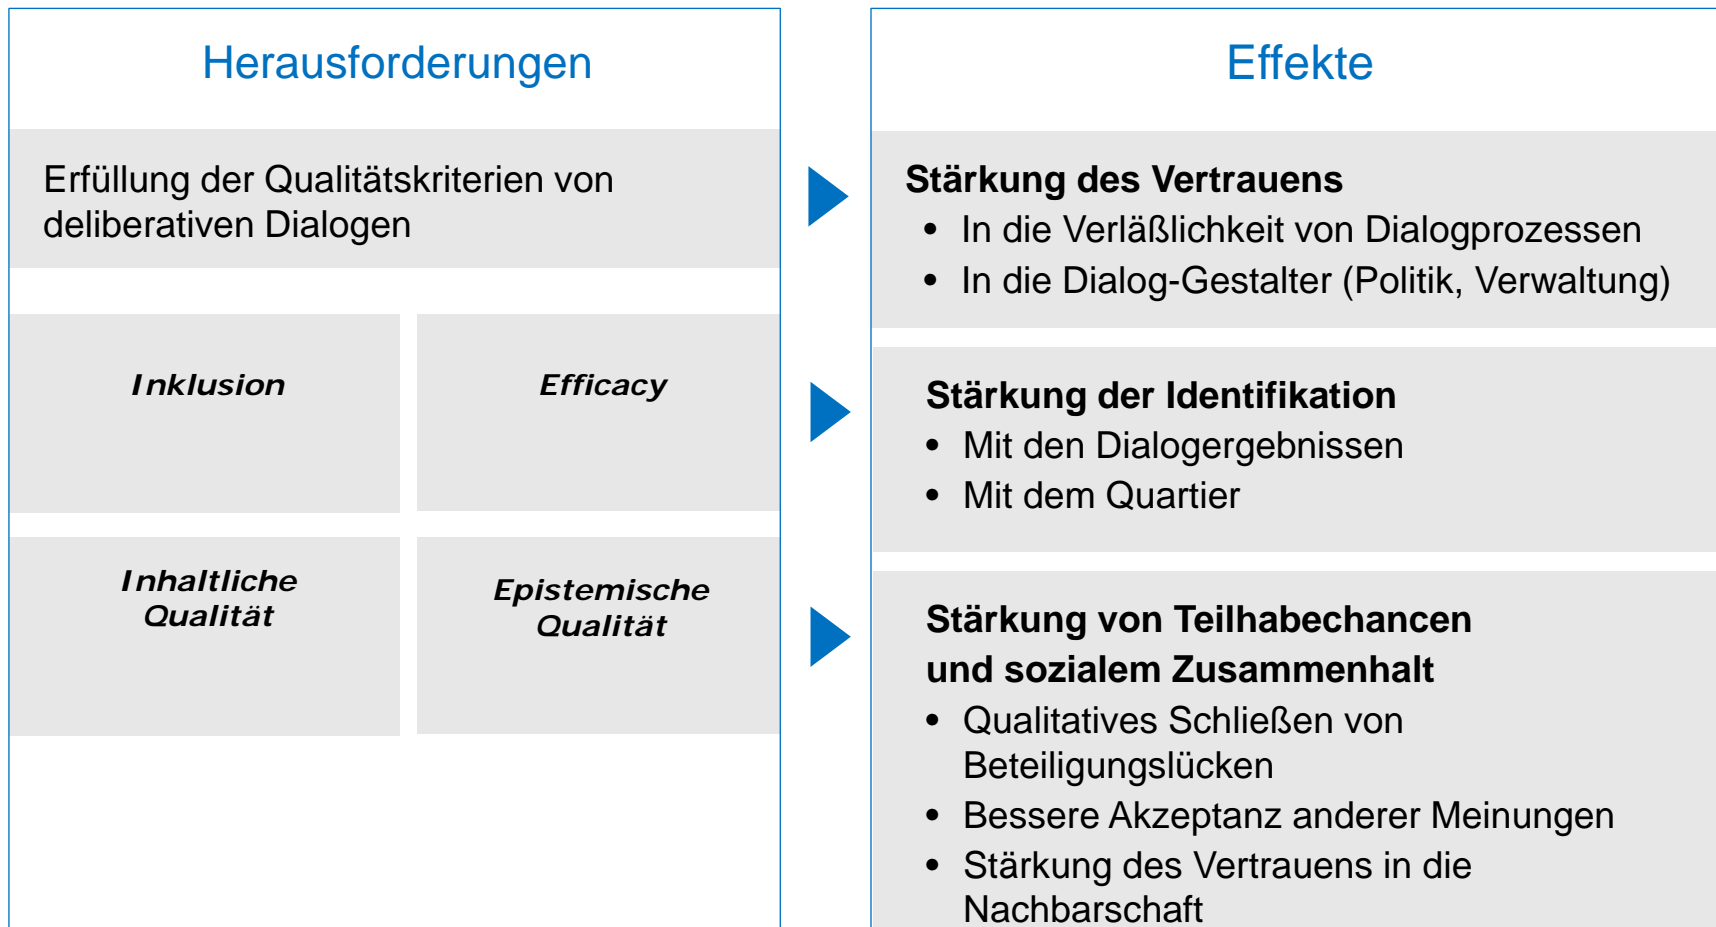 Herausforderungen
Erfüllung der Qualitätskriterien von
deliberativen Dialogen
Inklusion
Efficacy
Inhaltliche
Qualität
Epistemische
Qualität
Effekte
Stärkung des Vertrauens
• In die Verläßlichkeit von Dialogprozessen
• In die Dialog-Gestalter (Politik, Verwaltung)
Stärkung der Identifikation
• Mit den Dialogergebnissen
• Mit dem Quartier
Stärkung von Teilhabechancen
und sozialem Zusammenhalt
• Qualitatives Schließen von
Beteiligungslücken
• Bessere Akzeptanz anderer Meinungen
• Stärkung des Vertrauens in die
Nachbarschaft